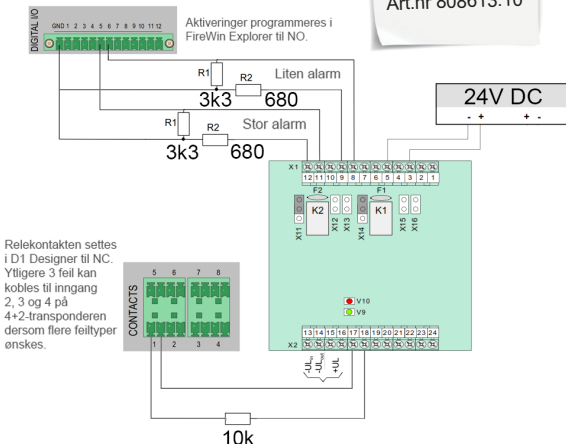 Art.nr 808613.10
DIGITAL I/O
GND 1 2 3 4 5 6 7 8 9 10 11 12
Aktiveringer programmeres i
FireWin Explorer til NO.
R1
R2
Liten alarm
3k3
680
R1
R2
Stor alarm
3k3
680
24V DC
- +
+ -
X1
12 11 10 9 8 7 6 5 4 3 2 1
F2
F1
K2
K1
X11
X12
X13
X14
X15
X16
Relekontakten settes
i D1 Designer til NC.
Ytligere 3 feil kan
kobles til inngang
2, 3 og 4 på
4+2-transponderen
dersom flere feiltyper
ønskes.
CONTACTS
5 6 7 8
1 2 3 4
V10
V9
13 14 15 16 17 18 19 20 21 22 23 24
X2
-UL in
-UL out
+UL
10k